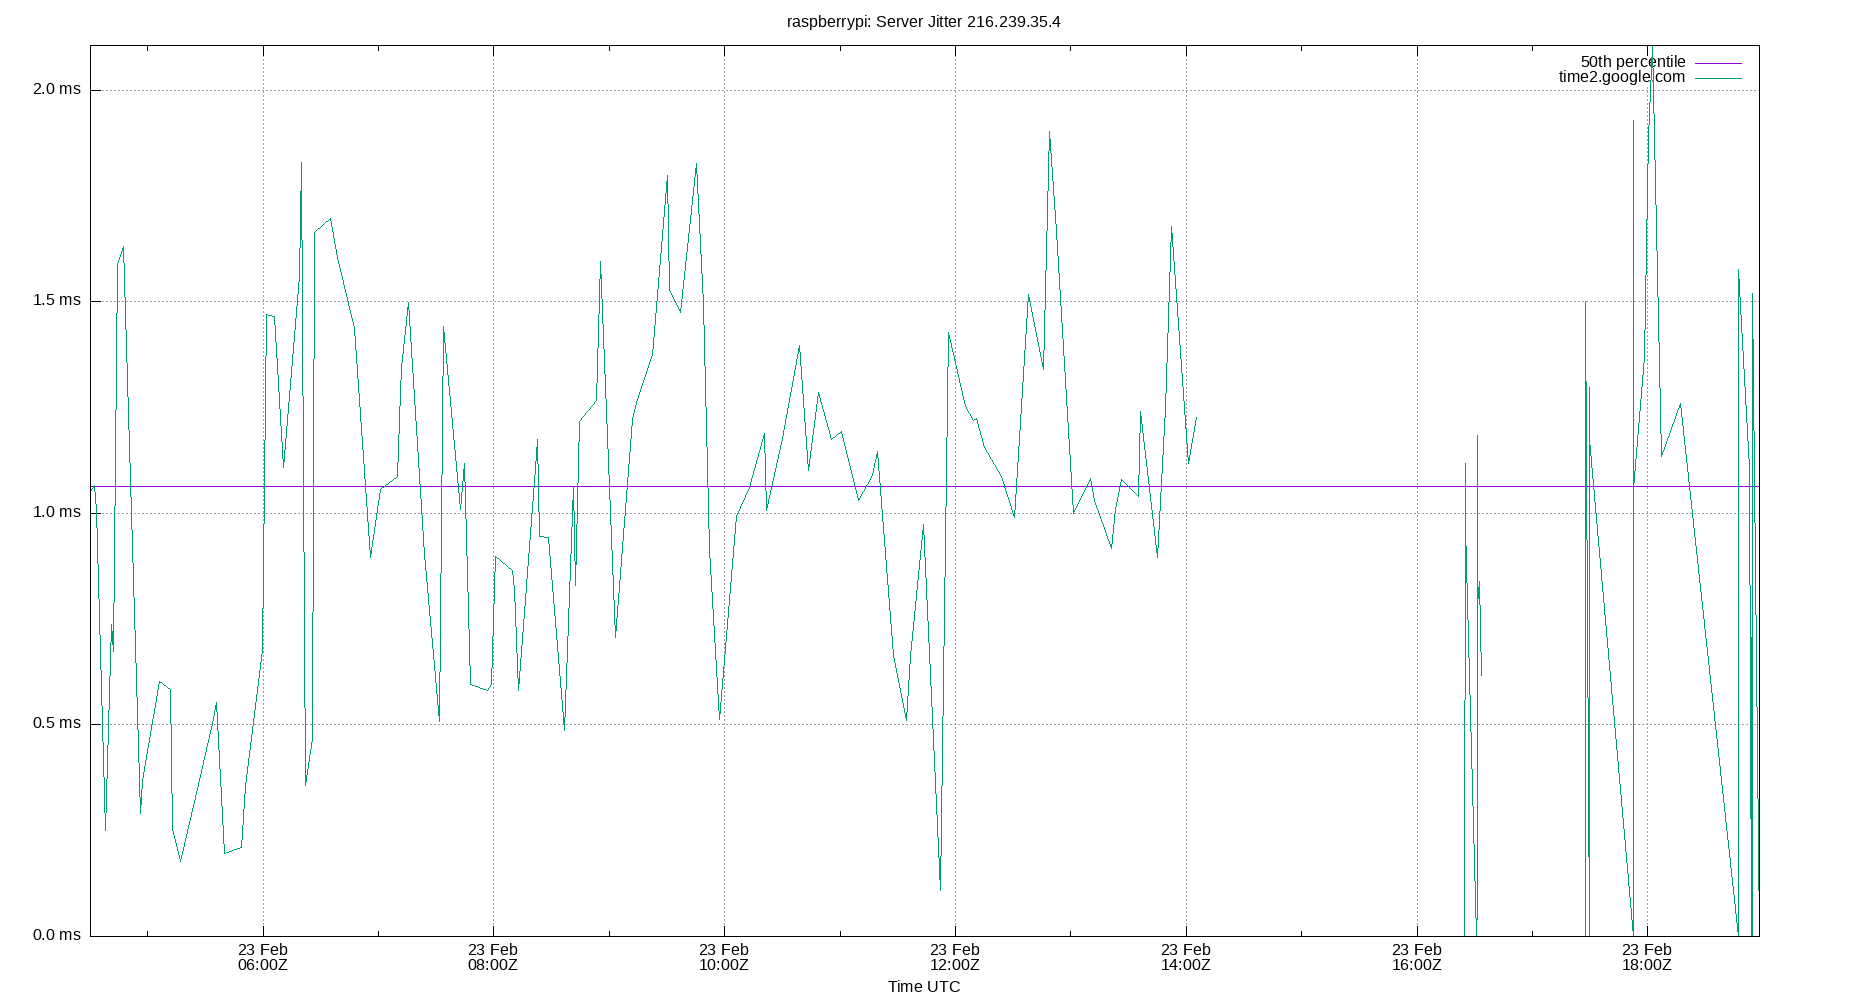 raspberrypi: Server Jitter 216.239.35.4
50th percentile
time2.google.com
2.0 ms
1.5 ms
1.0 ms
0.5 ms
0.0 ms
23 Feb 23 Feb 23 Feb 23 Feb 23 Feb 23 Feb 23 Feb
06:00Z 08:00Z 10:00Z 12:00Z 14:00Z 16:00Z 18:00Z
Time UTC